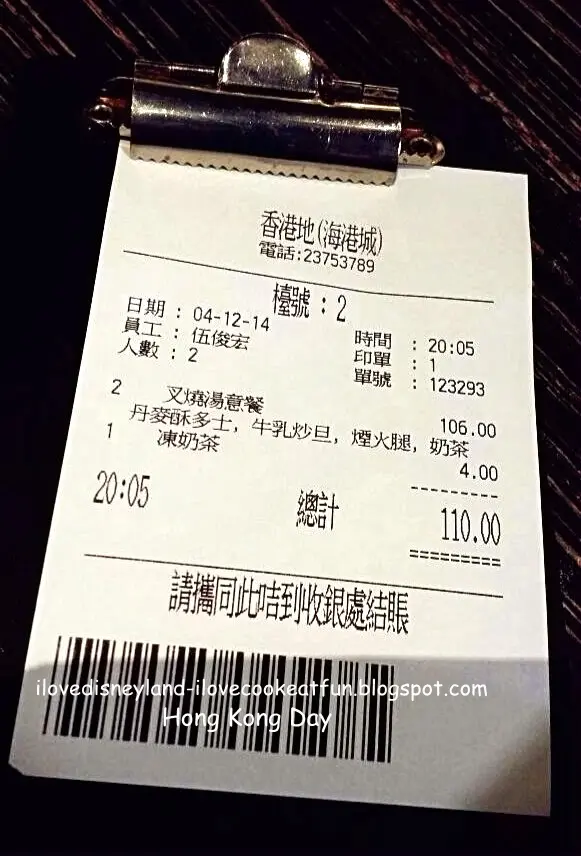 香港地(海港城)
電話:23753789
檯號 : 2
日期 : 04-12-14 時間 : 20:05
員工 : 伍俊宏 印單 : 1
人數 : 2 單號 : 123293
2 叉燒湯意餐 106.00
丹麥酥多士, 牛乳炒旦, 煙火腿, 奶茶
1 凍奶茶 4.00
20:05 總計 110.00
請攜同此咭到收銀處結賬
ilovedisneyland-ilovecookeatfun.blogspot.com
Hong Kong Day